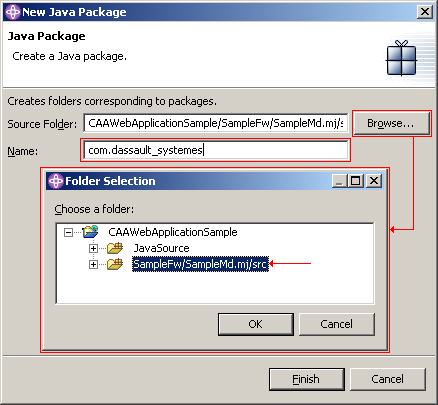 New Java Package
Java Package
Create a Java package.
Creates folders corresponding to packages.
Source Folder: CAAWebApplicationSample/SampleFw/SampleMd.mj/s Browse...
Name: com.dassault_systemes
Folder Selection
Choose a folder:
CAAWebApplicationSample
JavaSource
SampleFw/SampleMd.mj/src
OK Cancel
Finish Cancel